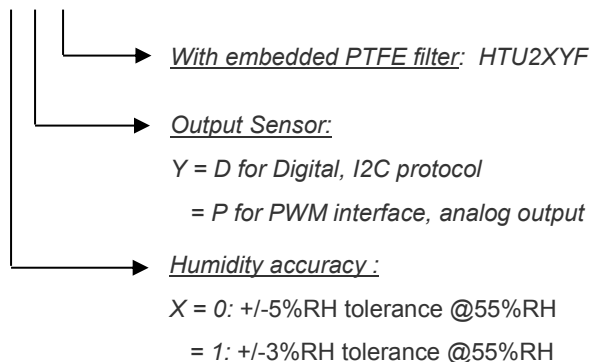 With embedded PTFE filter: HTU2XYF
Output Sensor:
Y = D for Digital, I2C protocol
= P for PWM interface, analog output
Humidity accuracy :
X = 0: +/-5%RH tolerance @55%RH
= 1: +/-3%RH tolerance @55%RH